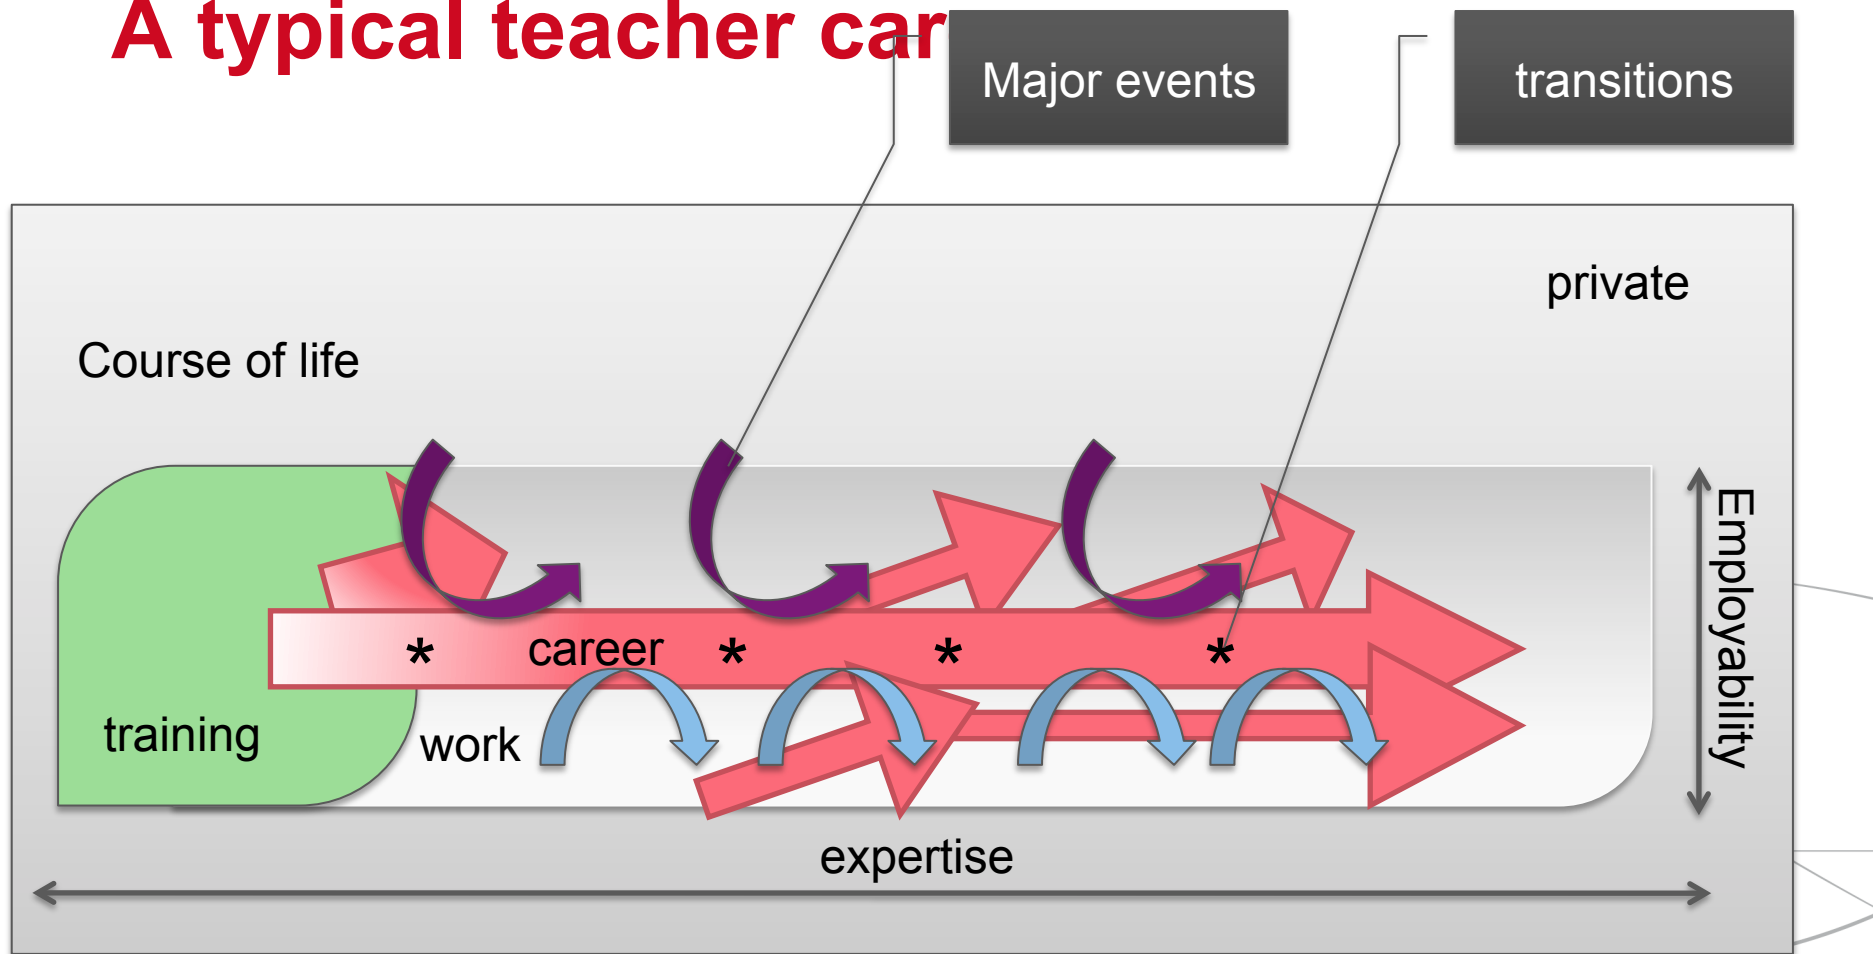 A typical teacher car
Major events
transitions
private
Course of life
Employability
* career * * *
training
work
expertise